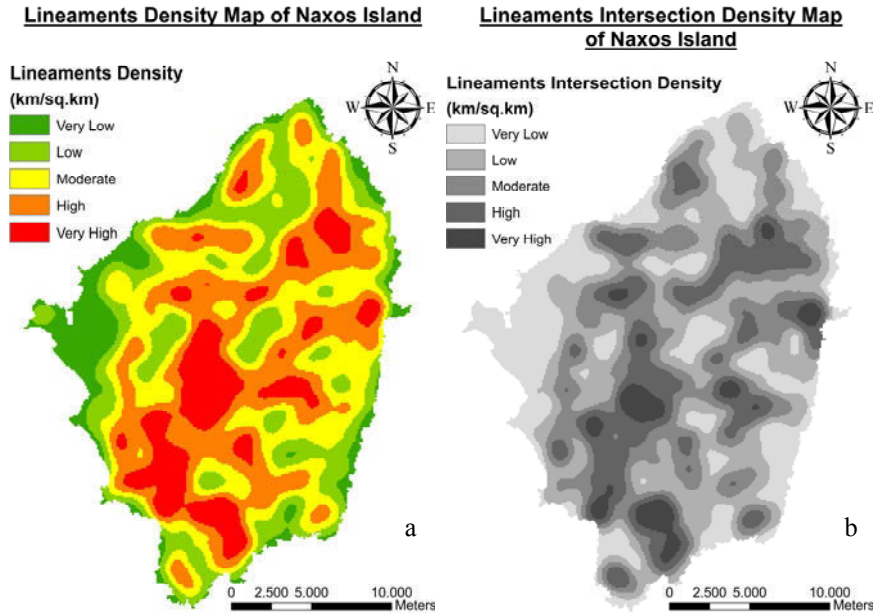 Lineaments Density Map of Naxos Island
Lineaments Density
(km/sq.km)
Very Low
Low
Moderate
High
Very High
N
W E
S
a
0 2.500 5.000 10.000
Meters
Lineaments Intersection Density Map
of Naxos Island
Lineaments Intersection Density
(km/sq.km)
Very Low
Low
Moderate
High
Very High
N
W E
S
b
0 2.500 5.000 10.000
Meters